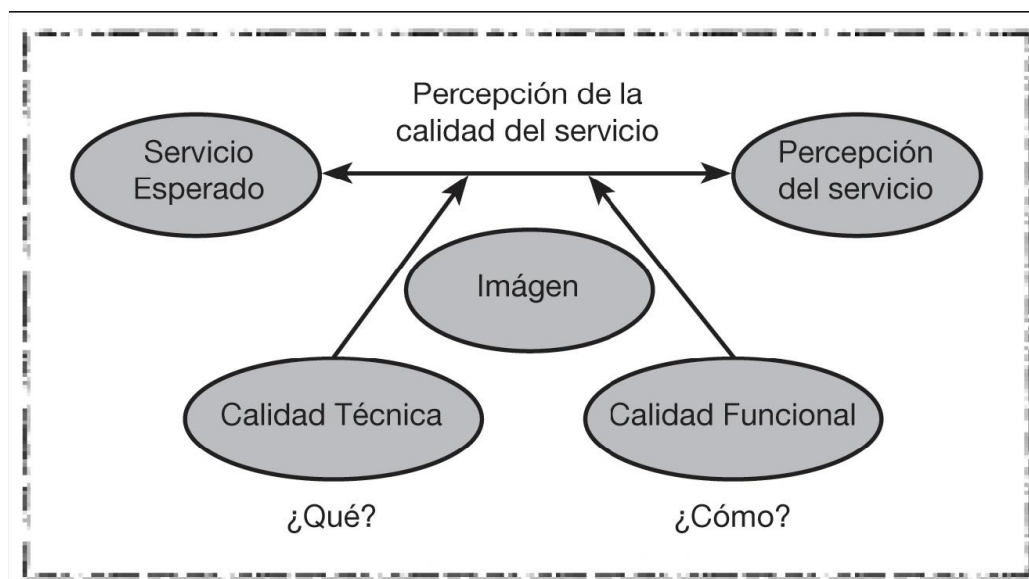 Percepción de la
calidad del servicio
Servicio
Esperado
Percepción
del servicio
Imágen
Calidad Técnica
Calidad Funcional
¿Qué?
¿Cómo?